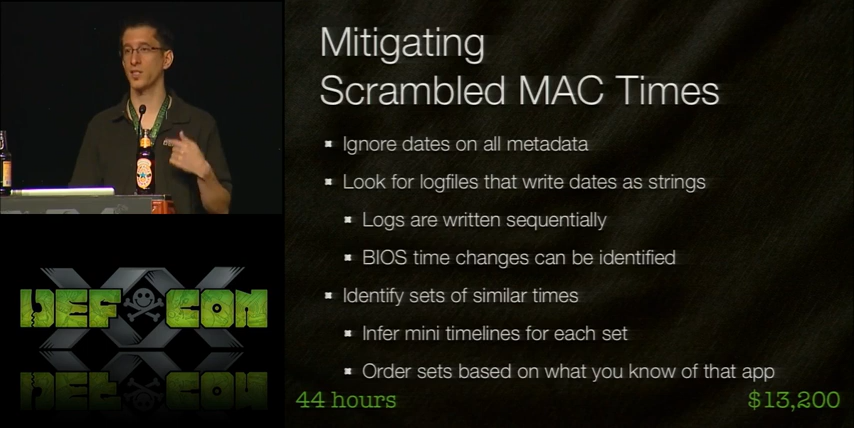 Mitigating
Scrambled MAC Times
Ignore dates on all metadata
Look for logfiles that write dates as strings
Logs are written sequentially
BIOS time changes can be identified
Identify sets of similar times
Infer mini timelines for each set
Order sets based on what you know of that app
44 hours
$13,200
DEF CON
XX